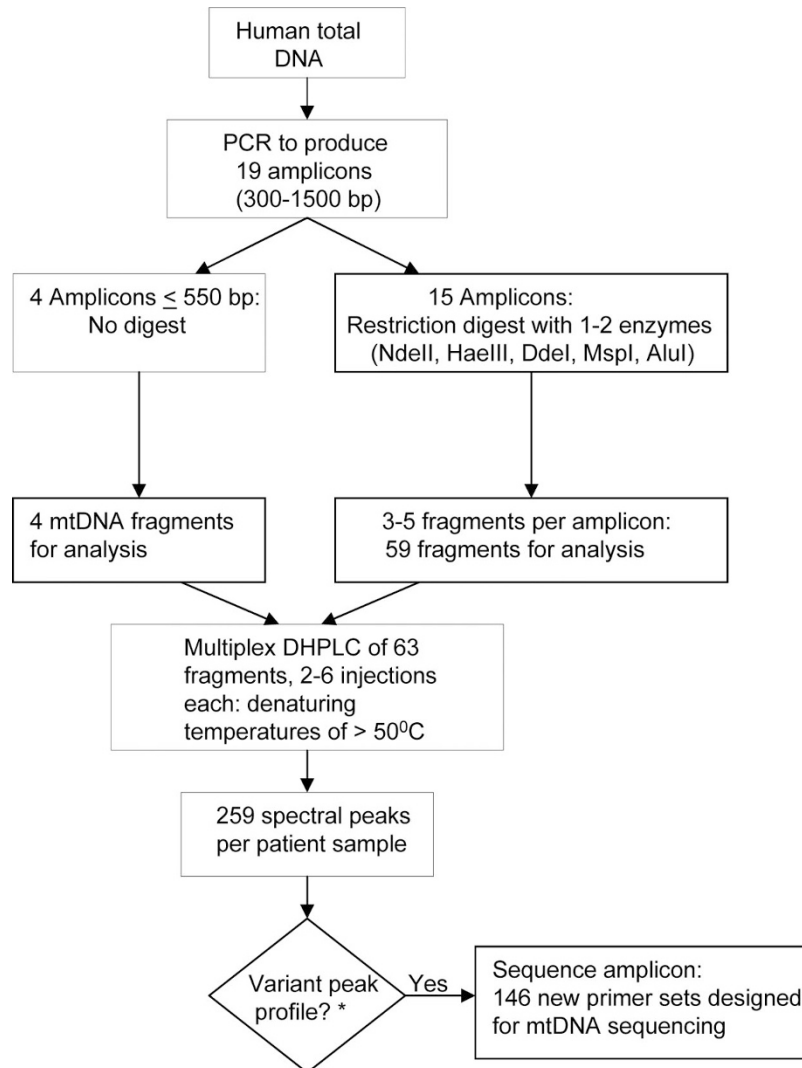 Human total
DNA
PCR to produce
19 amplicons
(300-1500 bp)
4 Amplicons ≤ 550 bp:
No digest
15 Amplicons:
Restriction digest with 1-2 enzymes
(NdeII, HaeIII, DdeI, MspI, AluI)
4 mtDNA fragments
for analysis
3-5 fragments per amplicon:
59 fragments for analysis
Multiplex DHPLC of 63
fragments, 2-6 injections
each: denaturing
temperatures of > 50⁰C
259 spectral peaks
per patient sample
Variant peak
profile? *
Yes
Sequence amplicon:
146 new primer sets designed
for mtDNA sequencing